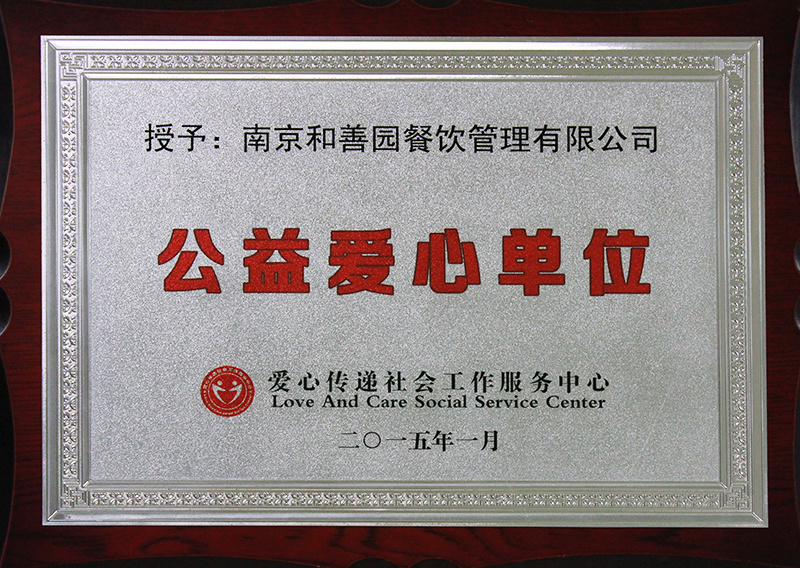 授予：南京和善园餐饮管理有限公司
公益爱心单位
爱心传递社会工作服务中心
Love And Care Social Service Center
二〇一五年一月